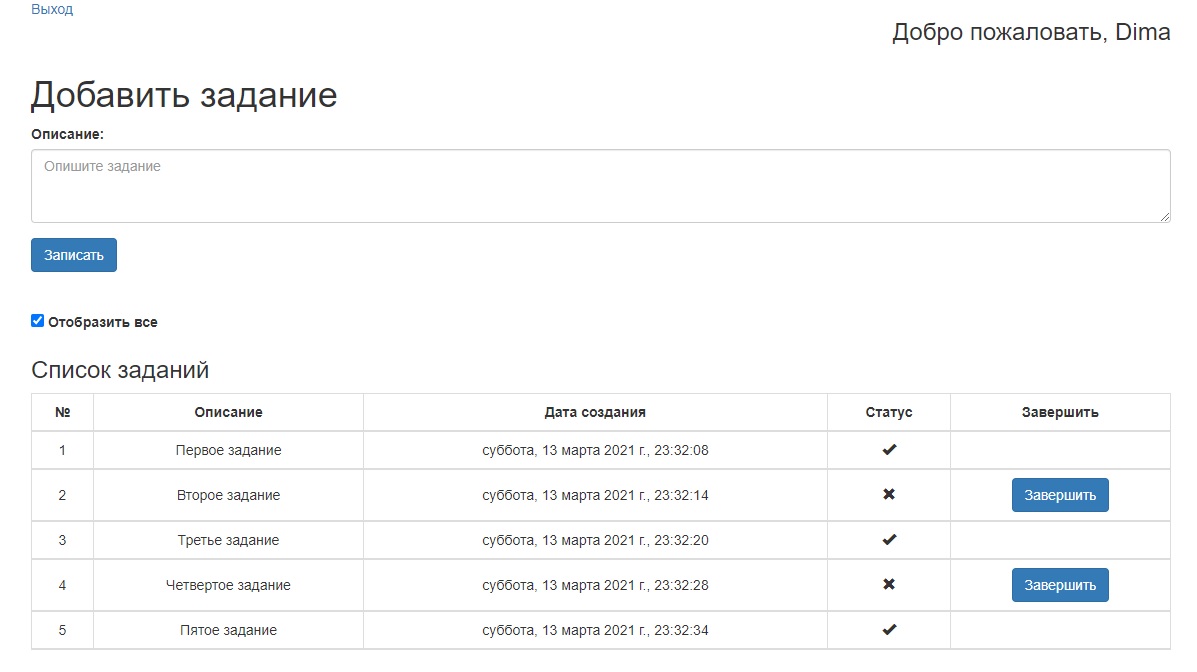 Выход
Добро пожаловать, Dima
Добавить задание
Описание:
Опишите задание
Записать
Отобразить все
Список заданий
№ Описание Дата создания Статус Завершить
1 Первое задание суббота, 13 марта 2021 г., 23:32:08
2 Второе задание суббота, 13 марта 2021 г., 23:32:14 Завершить
3 Третье задание суббота, 13 марта 2021 г., 23:32:20
4 Четвертое задание суббота, 13 марта 2021 г., 23:32:28 Завершить
5 Пятое задание суббота, 13 марта 2021 г., 23:32:34